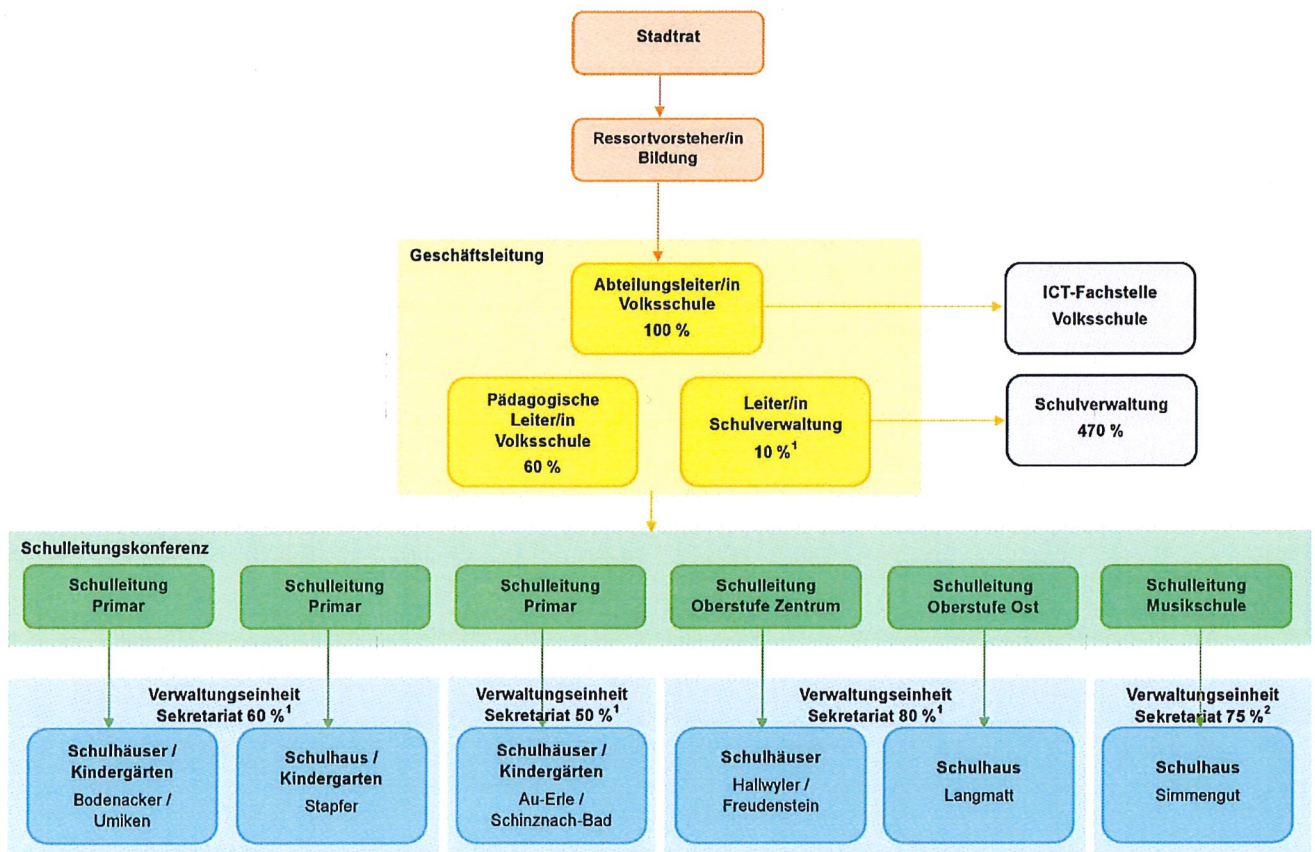 Stadtrat
Ressortvorsteher/in
Bildung
Geschäftsleitung
Abteilungsleiter/in
Volksschule
100 %
ICT-Fachstelle
Volksschule
Pädagogische
Leiter/in
Volksschule
60 %
Leiter/in
Schulverwaltung
10 %¹
Schulverwaltung
470 %
Schulleitungskonferenz
Schulleitung
Primar
Schulleitung
Primar
Schulleitung
Primar
Schulleitung
Oberstufe Zentrum
Schulleitung
Oberstufe Ost
Schulleitung
Musikschule
Verwaltungseinheit
Sekretariat 60 %¹
Verwaltungseinheit
Sekretariat 50 %¹
Verwaltungseinheit
Sekretariat 80 %¹
Verwaltungseinheit
Sekretariat 75 %²
Schulhäuser /
Kindergärten
Bodenacker /
Umiken
Schulhaus /
Kindergarten
Stapfer
Schulhäuser /
Kindergärten
Au-Erle /
Schinznach-Bad
Schulhäuser
Hallwyler /
Freudenstein
Schulhaus
Langmatt
Schulhaus
Simmengut